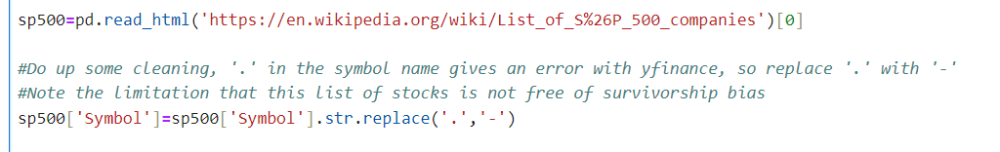 sp500=pd.read_html('https://en.wikipedia.org/wiki/List_of_S%26P_500_companies')[0]
#Do up some cleaning, '.' in the symbol name gives an error with yfinance, so replace '.' with '-'
#Note the limitation that this list of stocks is not free of survivorship bias
sp500['Symbol']=sp500['Symbol'].str.replace('.','-')